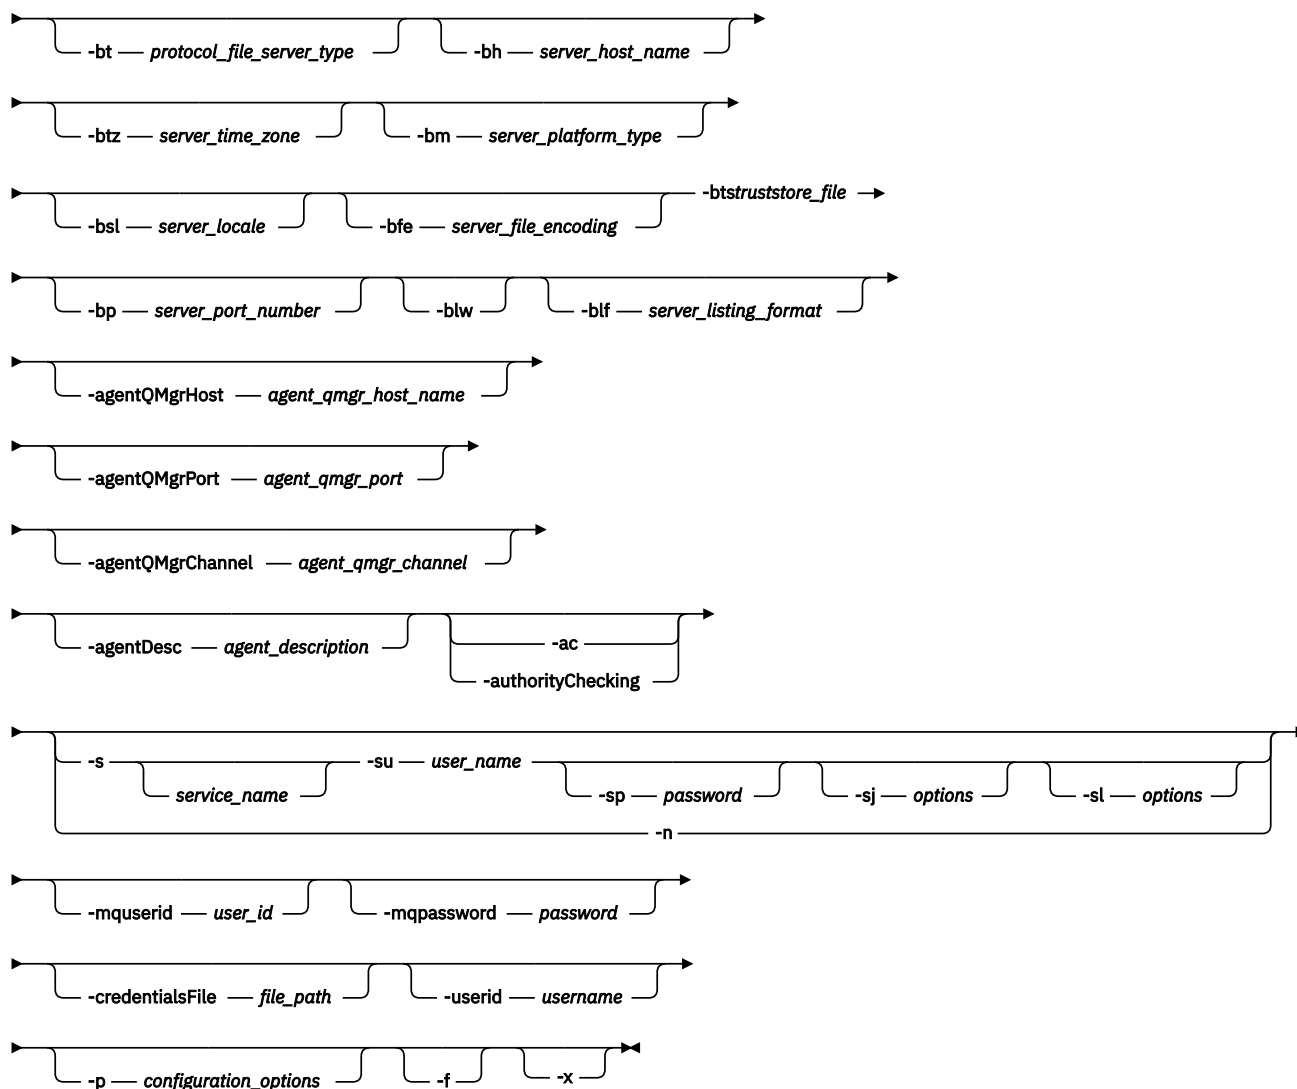 -bt protocol_file_server_type -bh server_host_name
-btz server_time_zone -bm server_platform_type
-btstruststore_file
-bsl server_locale -bfe server_file_encoding
-bp server_port_number -blw -blf server_listing_format
-agentQMgrHost agent_qmgr_host_name
-agentQMgrPort agent_qmgr_port
-agentQMgrChannel agent_qmgr_channel
-agentDesc agent_description -ac
-authorityChecking
-s -su user_name
service_name -sp password -sj options -sl options
-n
-mquserid user_id -mqpassword password
-credentialsFile file_path -userid username
-p configuration_options -f -x